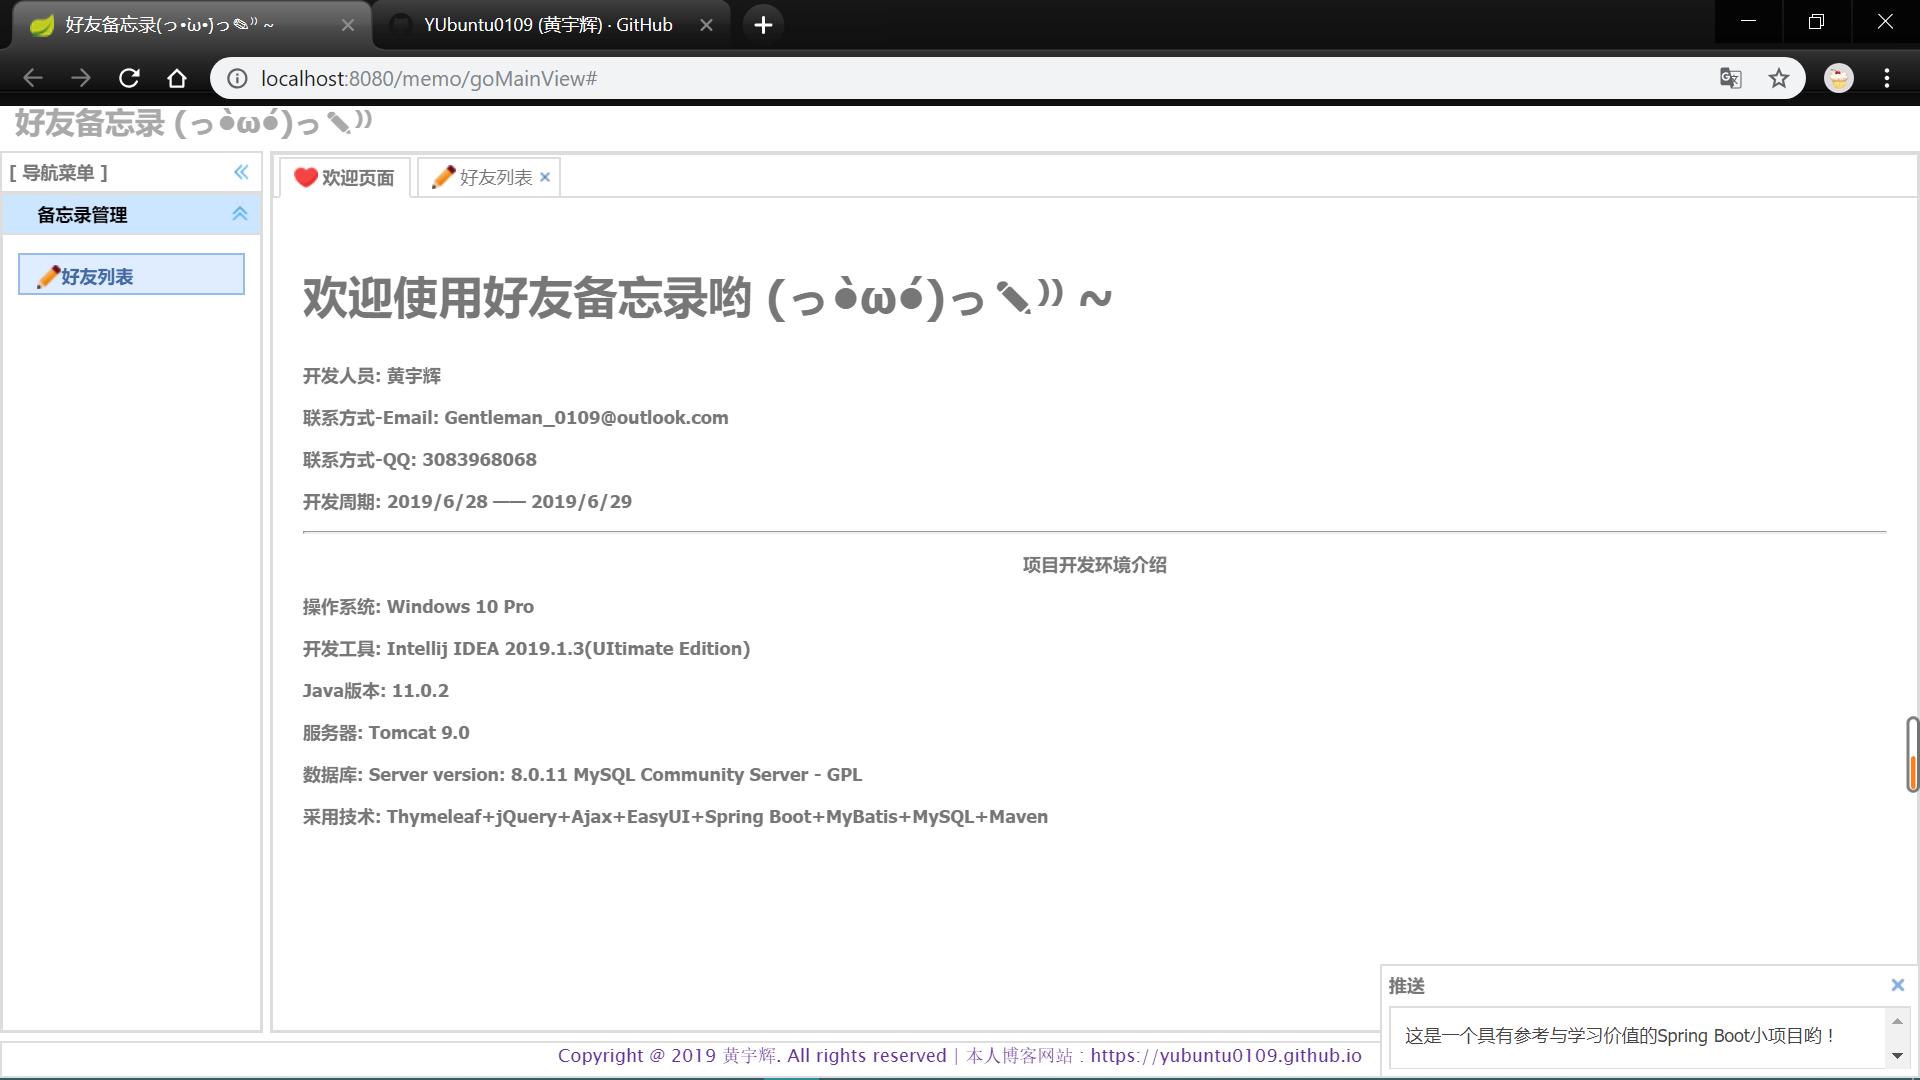 好友备忘录(っ•̀ω•́)っ✎⁾⁾ ~
YUbuntu0109 (黄宇辉) · GitHub
localhost:8080/memo/goMainView#
好友备忘录 (っ•̀ω•́)っ✎⁾⁾
[ 导航菜单 ]
备忘录管理
好友列表
欢迎页面
好友列表
欢迎使用好友备忘录哟 (っ•̀ω•́)っ✎⁾⁾ ~
开发人员: 黄宇辉
联系方式-Email: Gentleman_0109@outlook.com
联系方式-QQ: 3083968068
开发周期: 2019/6/28 —— 2019/6/29
项目开发环境介绍
操作系统: Windows 10 Pro
开发工具: Intellij IDEA 2019.1.3(UItimate Edition)
Java版本: 11.0.2
服务器: Tomcat 9.0
数据库: Server version: 8.0.11 MySQL Community Server - GPL
采用技术: Thymeleaf+jQuery+Ajax+EasyUI+Spring Boot+MyBatis+MySQL+Maven
推送
这是一个具有参考与学习价值的Spring Boot小项目哟！
Copyright @ 2019 黄宇辉. All rights reserved | 本人博客网站 : https://yubuntu0109.github.io